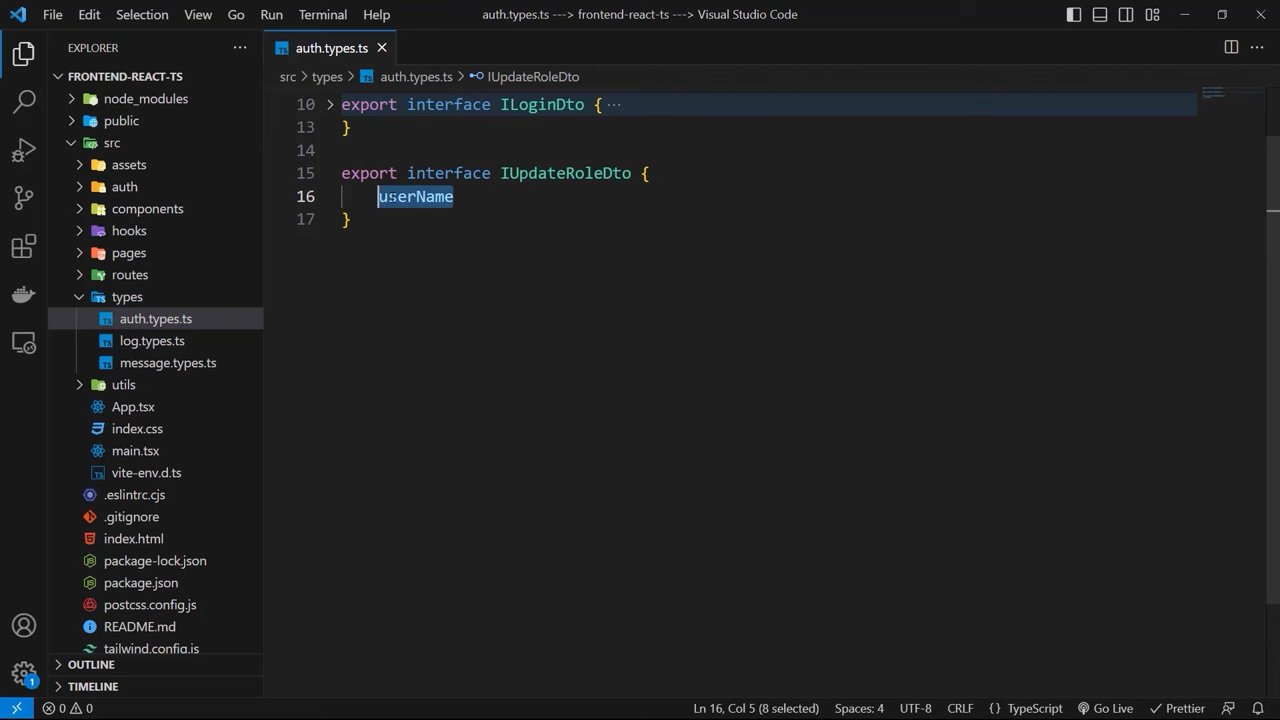 File Edit Selection View Go Run Terminal Help
auth.types.ts ---> frontend-react-ts ---> Visual Studio Code
EXPLORER
FRONTEND-REACT-TS
node_modules
public
src
assets
auth
components
hooks
pages
routes
types
auth.types.ts
log.types.ts
message.types.ts
utils
App.tsx
index.css
main.tsx
vite-env.d.ts
.eslintrc.cjs
.gitignore
index.html
package-lock.json
package.json
postcss.config.js
README.md
tailwind.config.js
OUTLINE
TIMELINE
auth.types.ts
src > types > auth.types.ts > IUpdateRoleDto
10 export interface ILoginDto { ...
13 }
14
15 export interface IUpdateRoleDto {
16 userName
17 }
1
0 0
Ln 16, Col 5 (8 selected) Spaces: 4 UTF-8 CRLF {} TypeScript Go Live Prettier